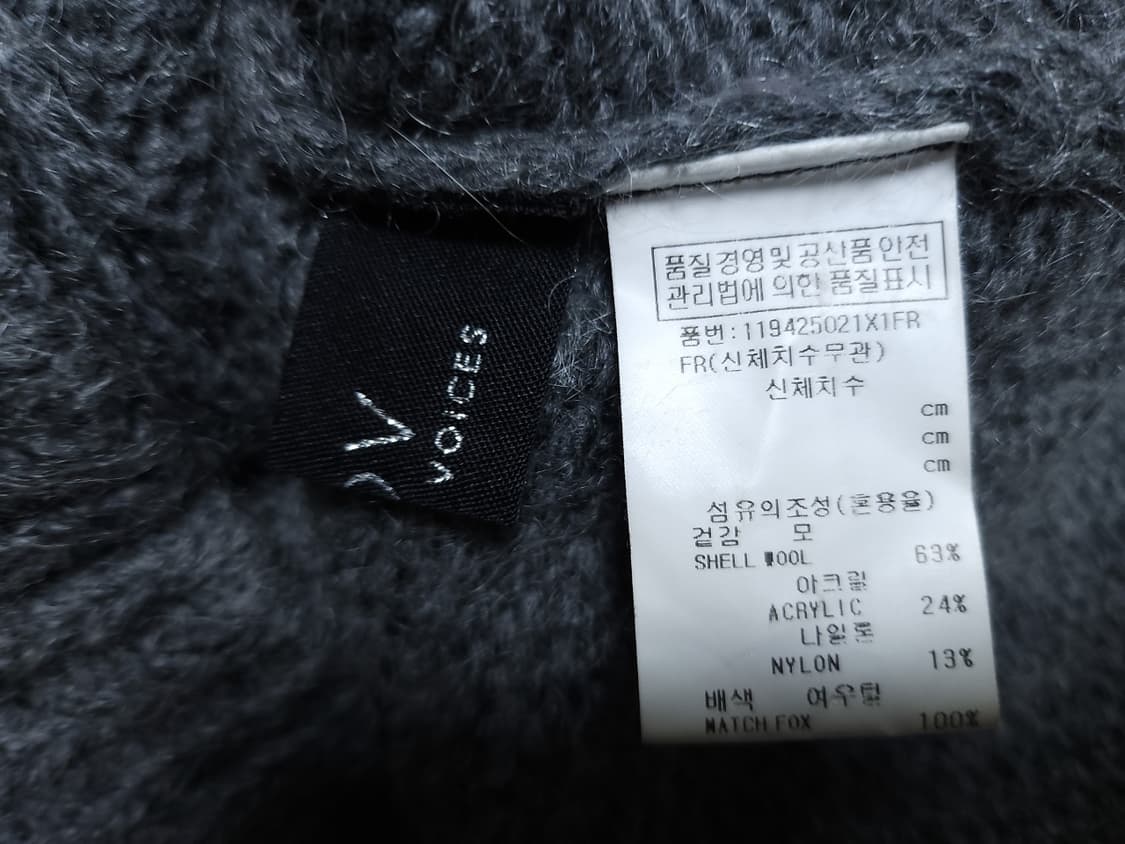 V
VOICES
품질경영및공산품안전
관리법에 의한 품질표시
품번:119425021X1FR
FR(신체치수무관)
신체치수
cm
cm
cm
섬유의조성(혼용율)
겉감 모
SHELL WOOL 63%
아크릴
ACRYLIC 24%
나일론
NYLON 13%
배색 여우털
MATCH FOX 100%